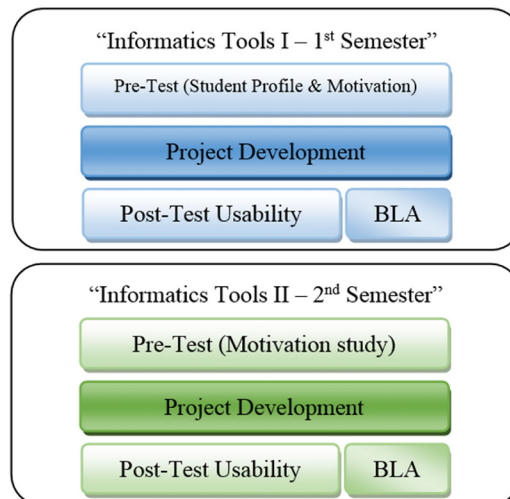 “Informatics Tools I – 1st Semester”
Pre-Test (Student Profile & Motivation)
Project Development
Post-Test Usability BLA
“Informatics Tools II – 2nd Semester”
Pre-Test (Motivation study)
Project Development
Post-Test Usability BLA